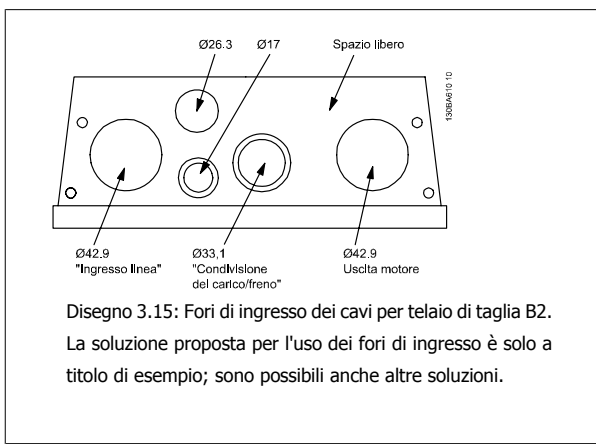 Ø26.3
Ø17
Spazio libero
130BA610 10
Ø42.9
"Ingresso linea"
Ø33,1
"Condivisione
del carico/freno"
Ø42.9
Uscita motore
Disegno 3.15: Fori di ingresso dei cavi per telaio di taglia B2.
La soluzione proposta per l'uso dei fori di ingresso è solo a
titolo di esempio; sono possibili anche altre soluzioni.